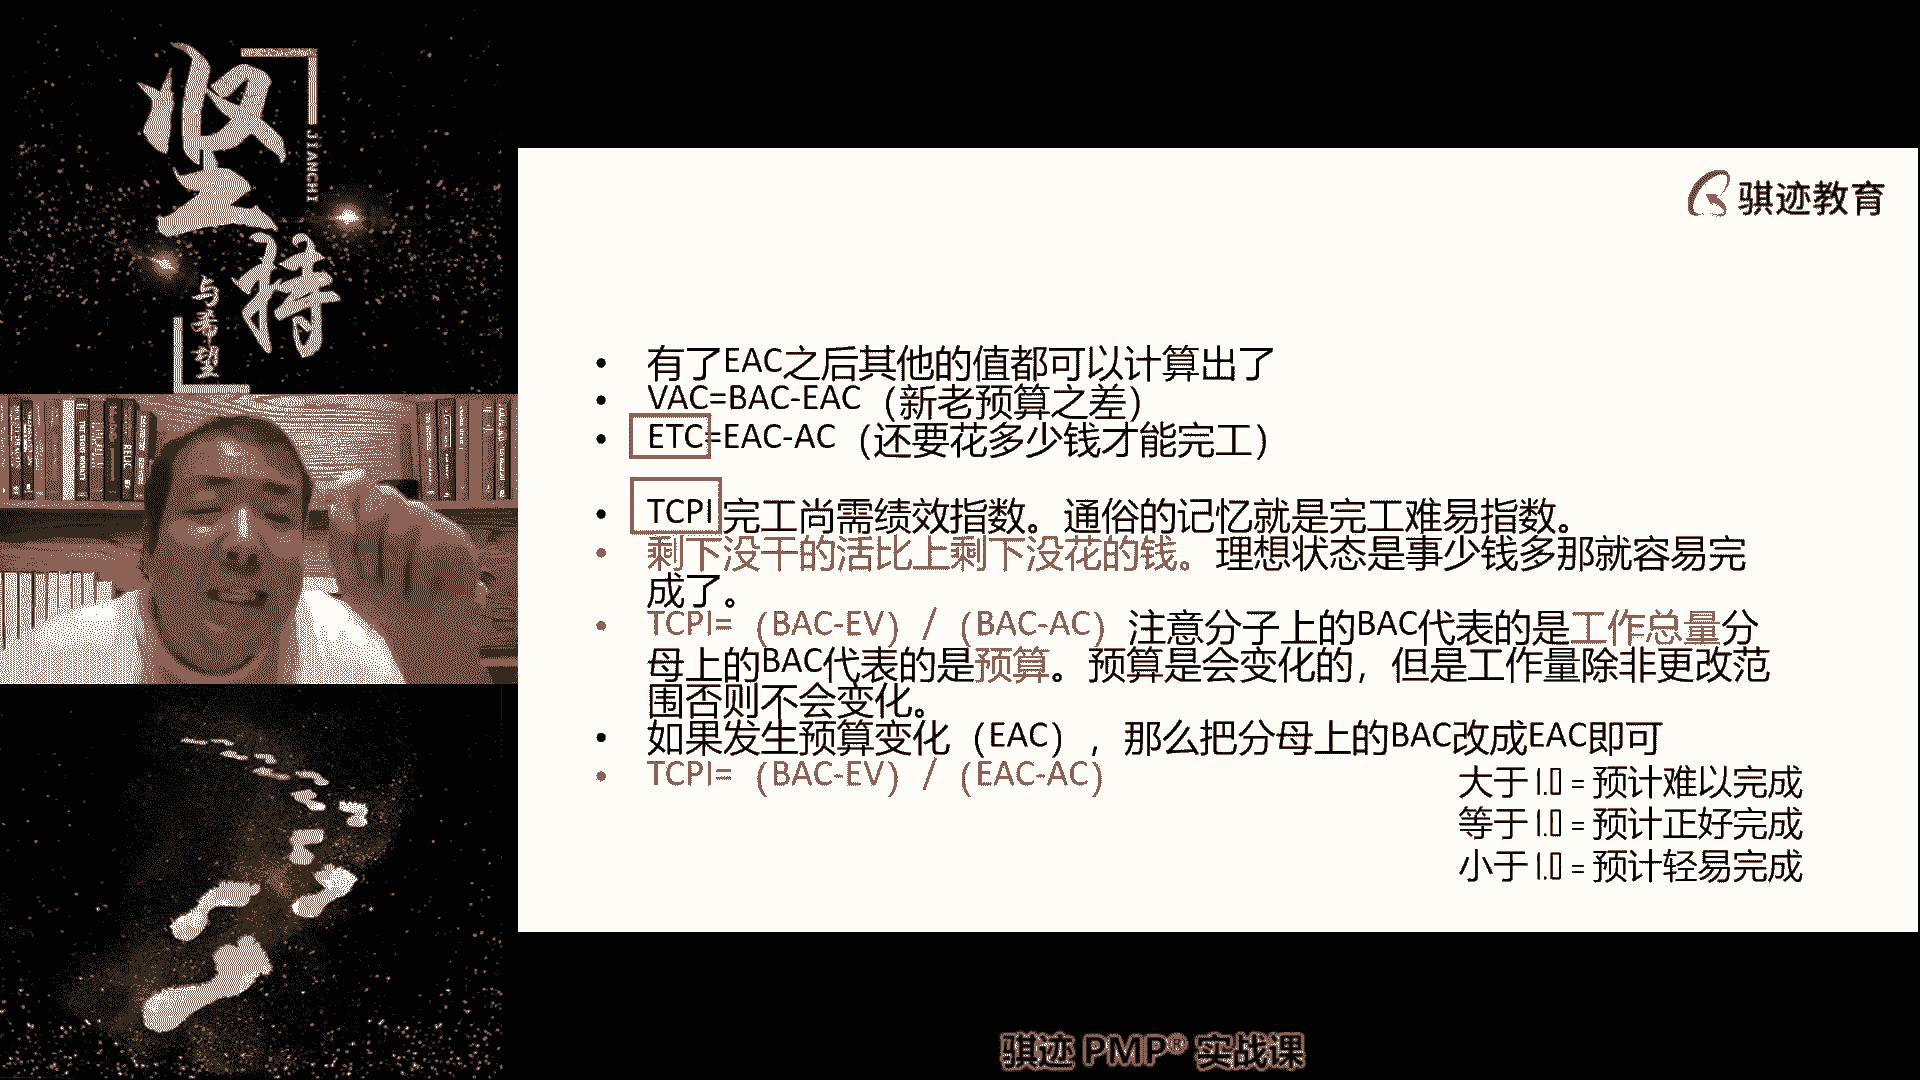 坚持
JIANCHI
与希望
骐迹教育
• 有了EAC之后其他的值都可以计算出了
• VAC=BAC-EAC（新老预算之差）
• ETC=EAC-AC（还要花多少钱才能完工）
• TCPI 完工尚需绩效指数。通俗的记忆就是完工难易指数。
• 剩下没干的活比上剩下没花的钱。理想状态是事少钱多那就容易完
成了。
• TCPI=（BAC-EV）/（BAC-AC）注意分子上的BAC代表的是工作总量分
母上的BAC代表的是预算。预算是会变化的，但是工作量除非更改范
围否则不会变化。
• 如果发生预算变化（EAC），那么把分母上的BAC改成EAC即可
• TCPI=（BAC-EV）/（EAC-AC）
大于1.0 = 预计难以完成
等于1.0 = 预计正好完成
小于1.0 = 预计轻易完成
骐迹 PMP® 实战课